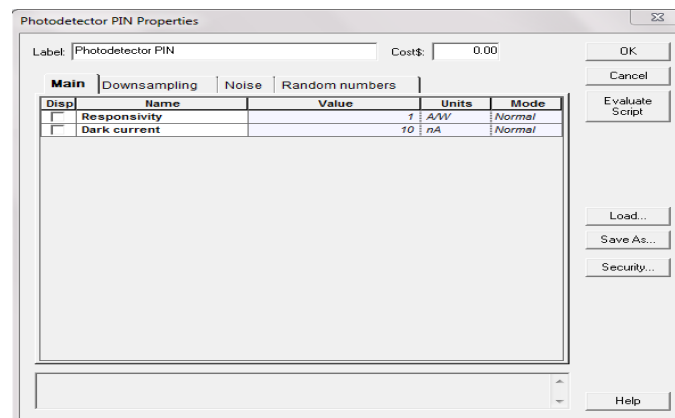 Photodetector PIN Properties
Label: Photodetector PIN Cost$: 0.00 OK
Cancel
Main Downsampling Noise Random numbers
Disp Name Value Units Mode
Evaluate Script
Responsivity 1 A/W Normal
Dark current 10 nA Normal
Load...
Save As...
Security...
Help